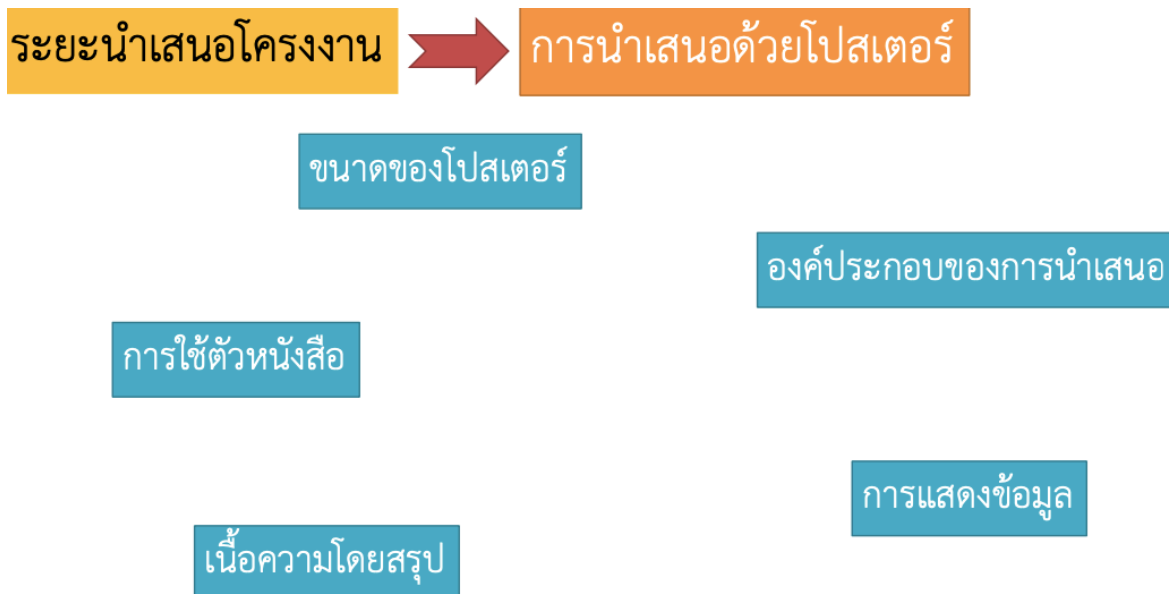 ระยะนำเสนอโครงงาน
การนำเสนอด้วยโปสเตอร์
ขนาดของโปสเตอร์
องค์ประกอบของการนำเสนอ
การใช้ตัวหนังสือ
การแสดงข้อมูล
เนื้อความโดยสรุป